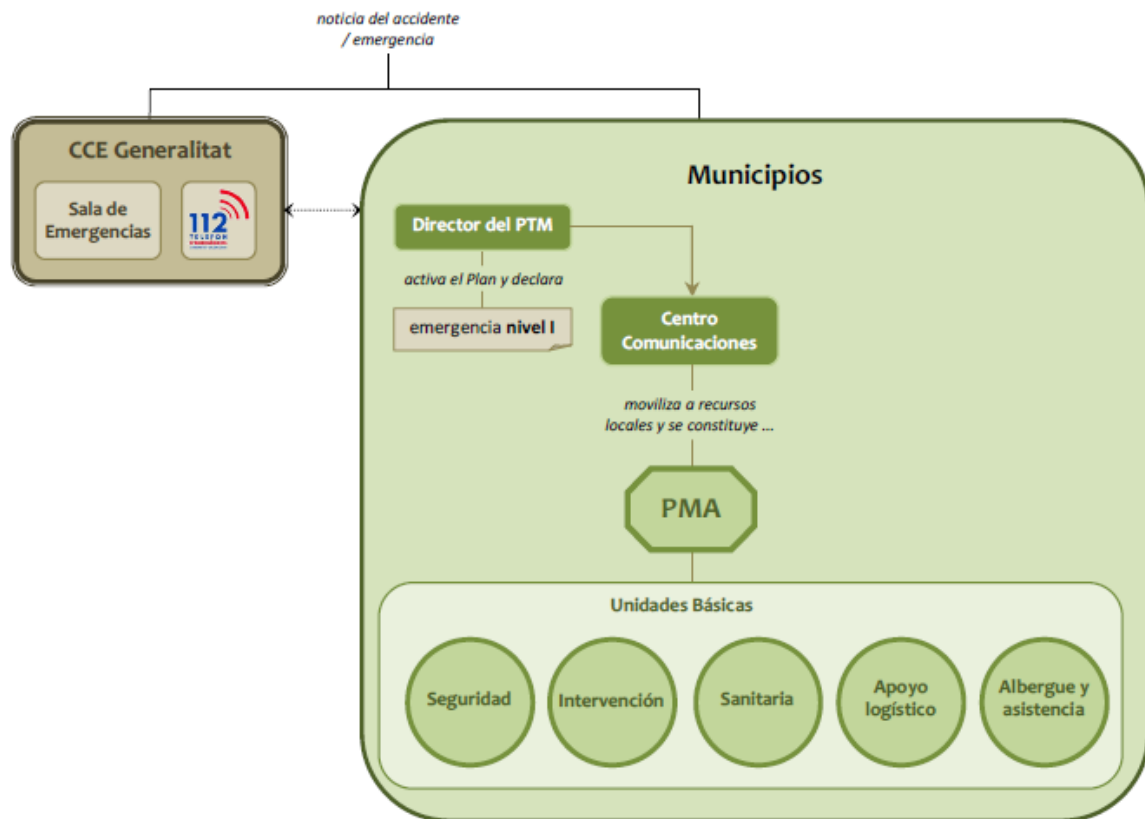 noticia del accidente
/ emergencia
CCE Generalitat
Sala de
Emergencias
112
TELÈFON
Municipios
Director del PTM
activa el Plan y declara
emergencia nivel I
Centro
Comunicaciones
moviliza a recursos
locales y se constituye ...
PMA
Unidades Básicas
Seguridad
Intervención
Sanitaria
Apoyo
logístico
Albergue y
asistencia